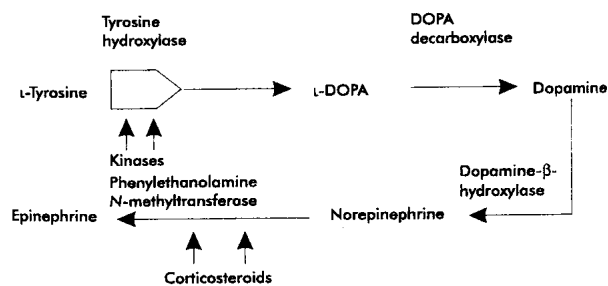 Tyrosine
hydroxylase
DOPA
decarboxylase
ʟ-Tyrosine
ʟ-DOPA
Dopamine
Kinases
Phenylethanolamine
N-methyltransferase
Dopamine-β-
hydroxylase
Epinephrine
Norepinephrine
Corticosteroids